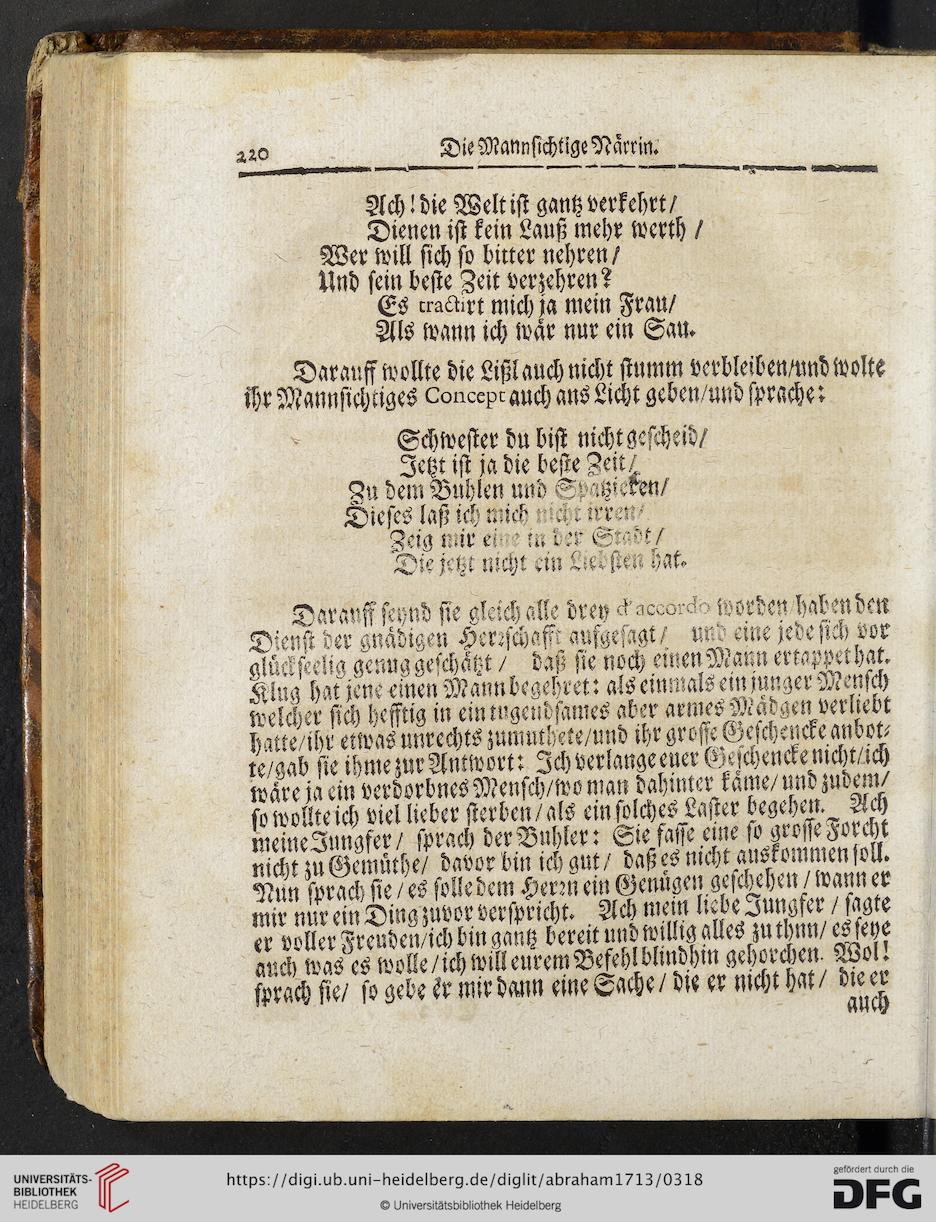 220
Die Mannsichtige Närrin.
Ach! die Welt ist gantz verkehrt/
Dienen ist kein Lauß mehr werth /
Wer will sich so bitter nehren/
Und sein beste Zeit verzehren?
Es tractirt mich ja mein Frau/
Als wann ich wär nur ein Sau.
Darauff wollte die Lißl auch nicht stumm verbleiben/und wolte
ihr Mannsichtiges Concept auch ans Licht geben/und sprache:
Schwester du bist nicht gescheid/
Jetzt ist ja die beste Zeit/
Zu dem Buhlen und Spatzieren/
Dieses laß ich mich nicht irren/
Zeig mir eine in der Stadt/
Die jetzt nicht ein Liebsten hat.
Darauff seynd sie gleich alle drey d'accordo worden/haben den
Dienst der gnädigen Herrschafft aufgesagt/ und eine jede sich vor
glückseelig genug geschätzt / daß sie noch einen Mann ertappet hat.
Klug hat jene einen Mann begehret: als einmals ein junger Mensch
welcher sich hefftig in ein tugendsames aber armes Mädgen verliebt
hatte/ihr etwas unrechts zumuthete/und ihr grosse Geschencke anbot-
te/gab sie ihme zur Antwort: Ich verlange euer Geschencke nicht/ich
wäre ja ein verdorbnes Mensch/wo man dahinter käme/ und zudem/
so wollte ich viel lieber sterben/als ein solches Laster begehen. Ach
meine Jungfer/ sprach der Buhler: Sie fasse eine so grosse Forcht
nicht zu Gemüthe/ davor bin ich gut/ daß es nicht auskommen soll.
Nun sprach sie/es solle dem Herrn ein Genügen geschehen/wann er
mir nur ein Ding zuvor verspricht. Ach mein liebe Jungfer / sagte
er voller Freuden/ich bin gantz bereit und willig alles zu thun/ es seye
auch was es wolle/ich will eurem Befehl blindhin gehorchen. Wol!
sprach sie/ so gebe er mir dann eine Sache/ die er nicht hat/ die er
auch
UNIVERSITÄTS-
BIBLIOTHEK
HEIDELBERG
https://digi.ub.uni-heidelberg.de/diglit/abraham1713/0318
© Universitätsbibliothek Heidelberg
gefördert durch die
DFG